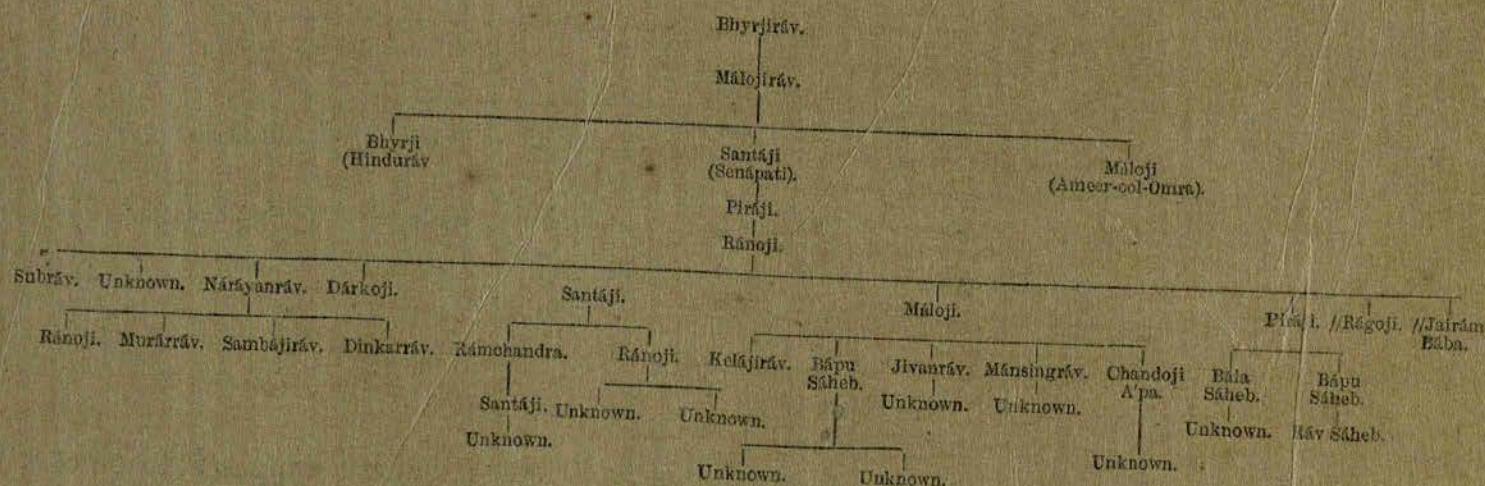 Bhyrjiráv.
Málojiráv.
Bhyrji
(Hinduráv
Santáji
(Senápati).
Máloji
(Ameer-ool-Omra).
Piráji.
Ránoji.
Subráv. Unknown. Náráyanráv. Dárkoji. Santáji. Máloji. Piráji. //Rágoji. //Jairám
Bába.
Ránoji. Murárráv. Sambájiráv. Dinkarráv. Rámchandra. Ránoji. Kelájiráv. Bápu
Sáheb. Jivanráv. Mánsingráv. Chandoji
A'pa. Bála
Sáheb. Bápu
Sáheb.
Santáji. Unknown. Unknown. Unknown. Unknown. Unknown. Ráv Sáheb.
Unknown. Unknown. Unknown. Unknown.